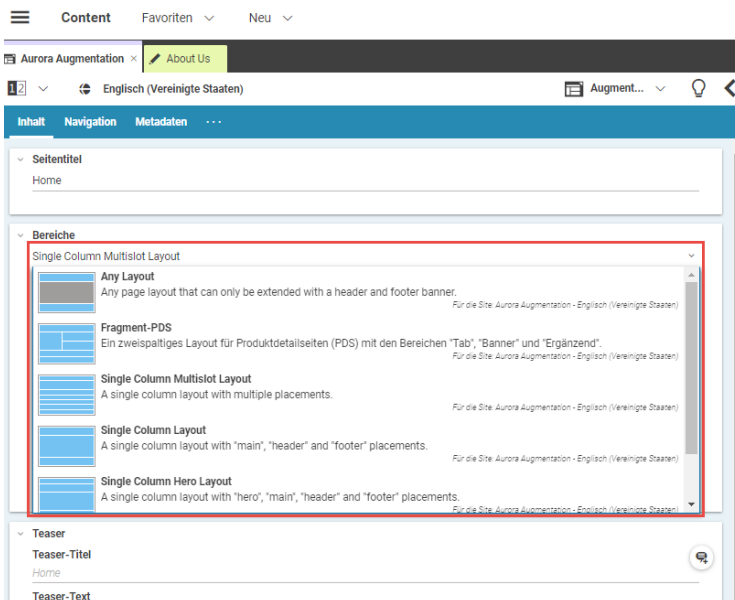 Content Favoriten Neu
Aurora Augmentation × About Us
12 Englisch (Vereinigte Staaten) Augment...
Inhalt Navigation Metadaten ...
Seitentitel
Home
Bereiche
Single Column Multislot Layout
Any Layout
Any page layout that can only be extended with a header and footer banner.
Für die Site: Aurora Augmentation - Englisch (Vereinigte Staaten)
Fragment-PDS
Ein zweispaltiges Layout für Produktdetailseiten (PDS) mit den Bereichen "Tab", "Banner" und "Ergänzend".
Für die Site: Aurora Augmentation - Englisch (Vereinigte Staaten)
Single Column Multislot Layout
A single column layout with multiple placements.
Für die Site: Aurora Augmentation - Englisch (Vereinigte Staaten)
Single Column Layout
A single column layout with "main", "header" and "footer" placements.
Für die Site: Aurora Augmentation - Englisch (Vereinigte Staaten)
Single Column Hero Layout
A single column layout with "hero", "main", "header" and "footer" placements.
Für die Site: Aurora Augmentation - Englisch (Vereinigte Staaten)
Teaser
Teaser-Titel
Home
Teaser-Text